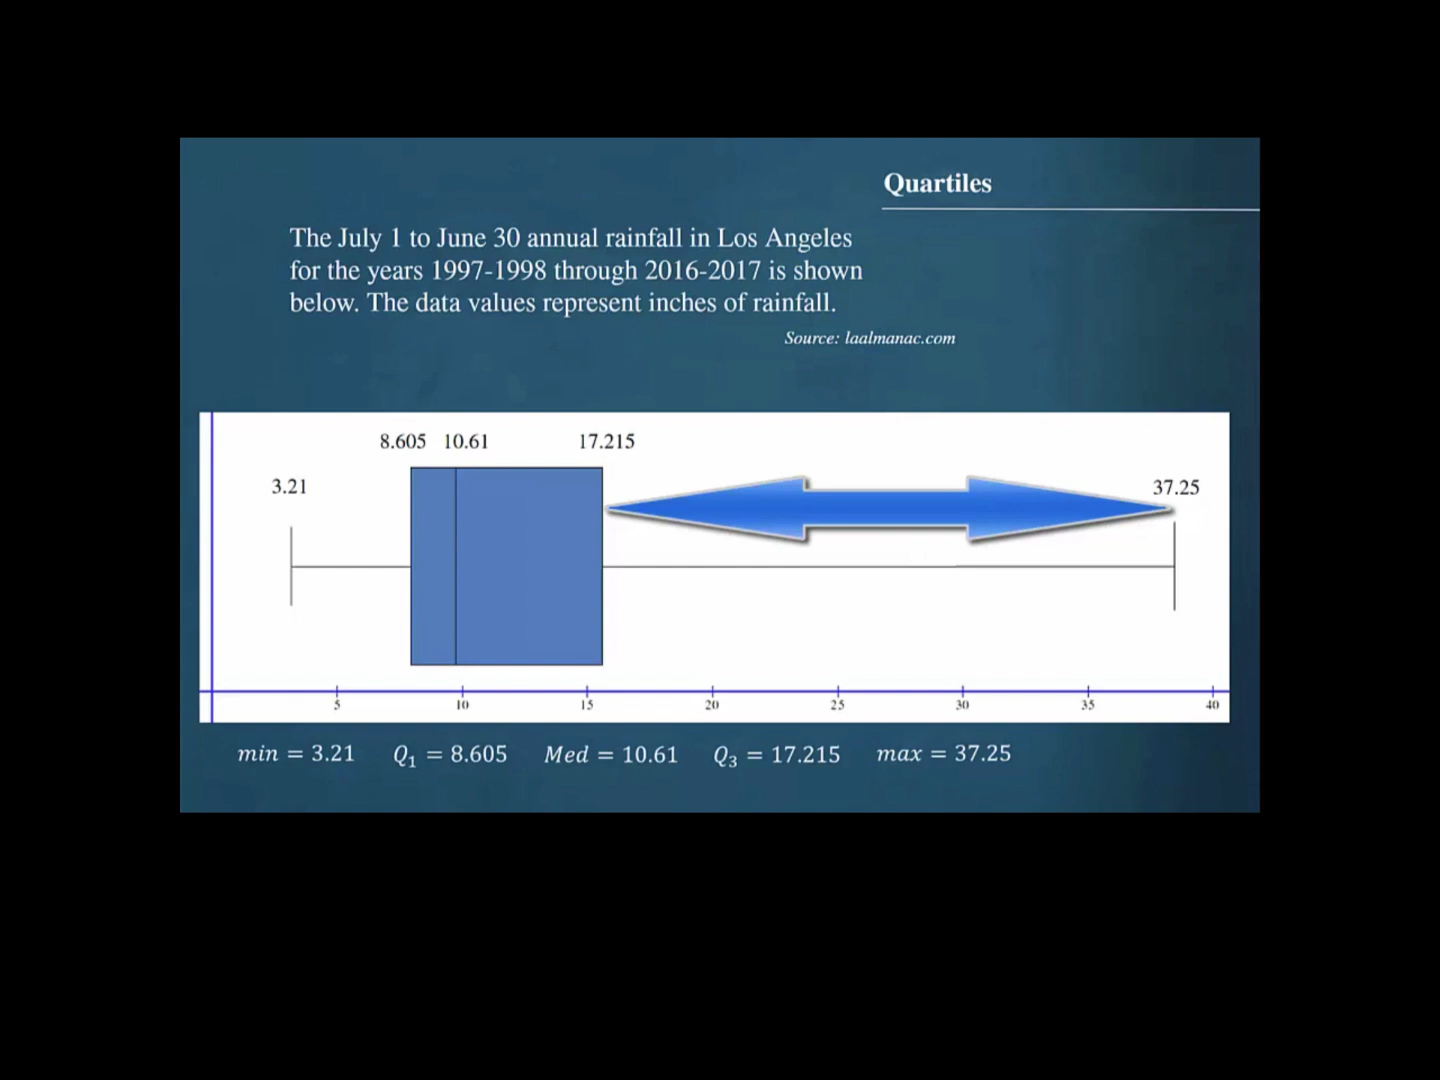 Quartiles
The July 1 to June 30 annual rainfall in Los Angeles
for the years 1997-1998 through 2016-2017 is shown
below. The data values represent inches of rainfall.
Source: laalmanac.com
8.605 10.61 17.215
3.21 37.25
5 10 15 20 25 30 35 40
min = 3.21 Q₁ = 8.605 Med = 10.61 Q₃ = 17.215 max = 37.25